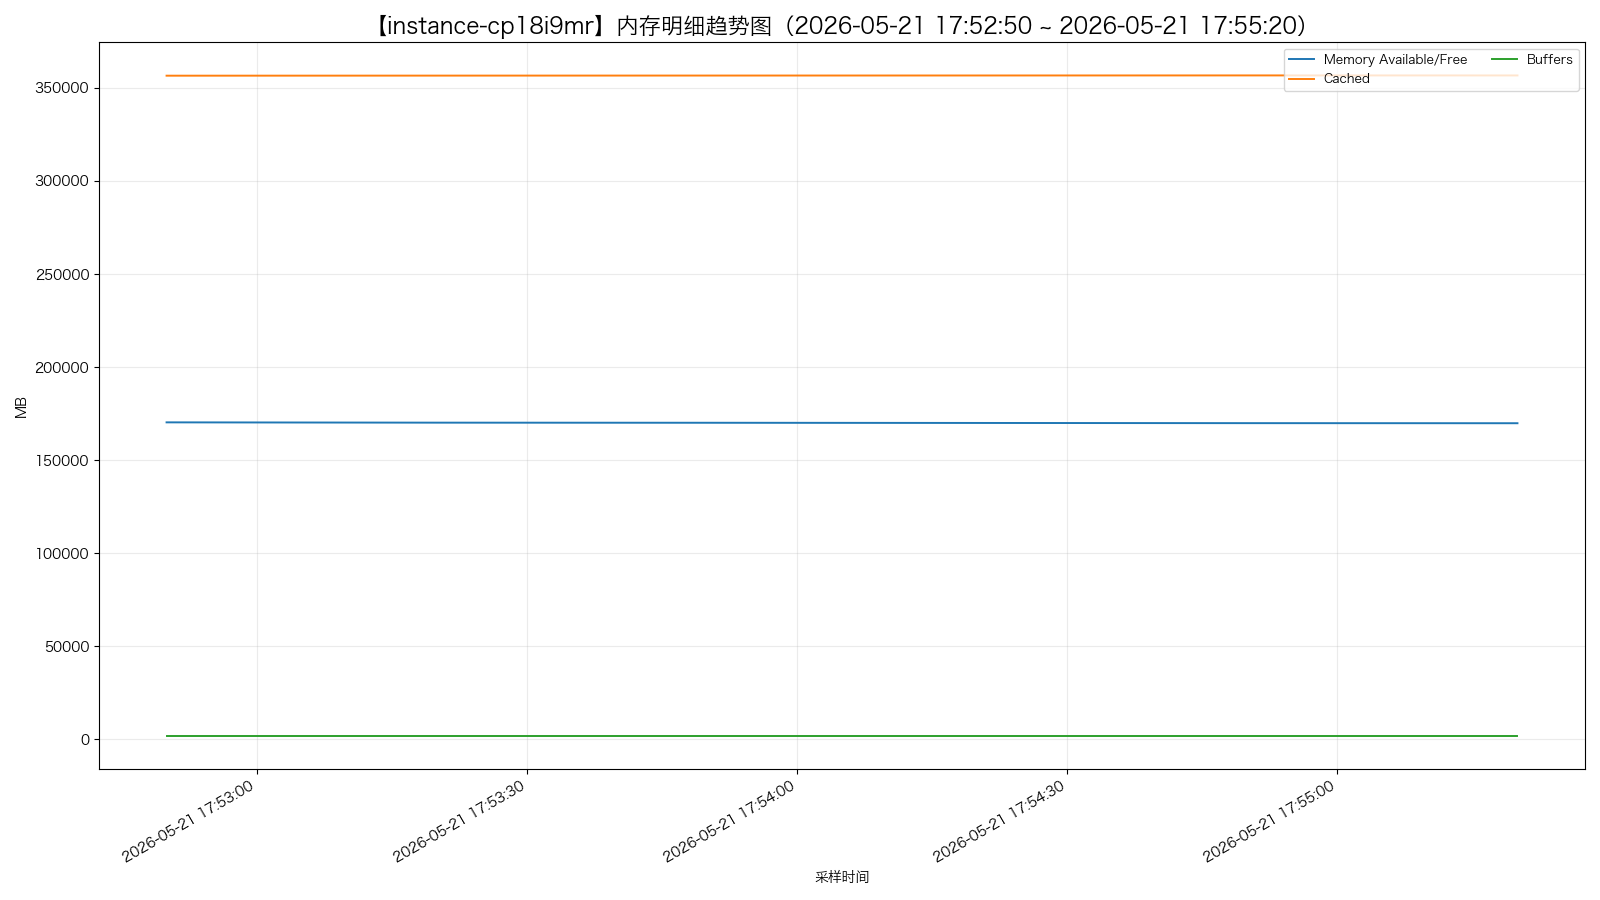 【instance-cp18i9mr】内存明细趋势图（2026-05-21 17:52:50 ~ 2026-05-21 17:55:20）
Memory Available/Free
Cached
Buffers
350000
300000
250000
200000
150000
100000
50000
0
MB
2026-05-21 17:53:00
2026-05-21 17:53:30
2026-05-21 17:54:00
2026-05-21 17:54:30
2026-05-21 17:55:00
采样时间